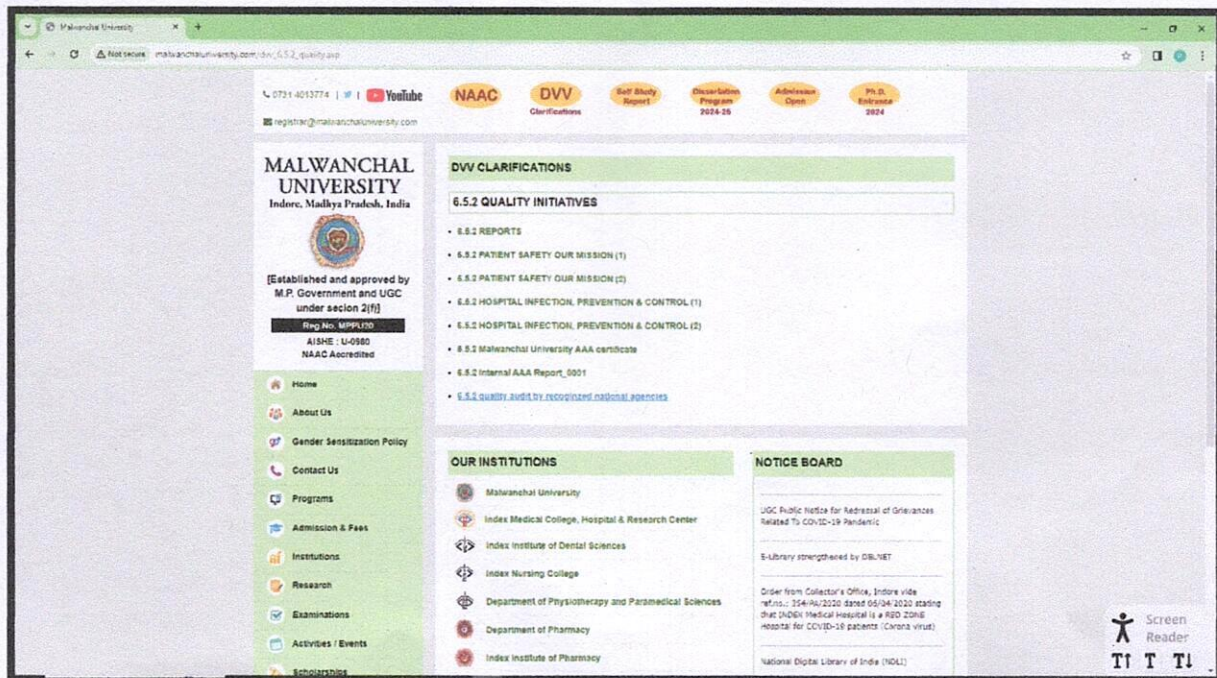 Malwanchal University
Not secure malwanchaluniversity.com/dvv_6.5.2_quality.asp
0731 4013774 | | YouTube
registrar@malwanchaluniversity.com
NAAC
DVV
Clarifications
Self Study
Report
Dissertation
Program
2024-25
Admission
Open
Ph.D.
Entrance
2024
MALWANCHAL
UNIVERSITY
Indore, Madhya Pradesh, India
[Established and approved by
M.P. Government and UGC
under secion 2(f)]
Reg.No. MPPU20
AISHE : U-0980
NAAC Accredited
Home
About Us
Gender Sensitization Policy
Contact Us
Programs
Admission & Fees
Institutions
Research
Examinations
Activities / Events
Scholarships
DVV CLARIFICATIONS
6.5.2 QUALITY INITIATIVES
• 6.5.2 REPORTS
• 6.5.2 PATIENT SAFETY OUR MISSION (1)
• 6.5.2 PATIENT SAFETY OUR MISSION (2)
• 6.5.2 HOSPITAL INFECTION, PREVENTION & CONTROL (1)
• 6.5.2 HOSPITAL INFECTION, PREVENTION & CONTROL (2)
• 6.5.2 Malwanchal University AAA certificate
• 6.5.2 Internal AAA Report_0001
• 6.5.2 quality audit by recoginzed national agencies
OUR INSTITUTIONS
Malwanchal University
Index Medical College, Hospital & Research Center
Index Institute of Dental Sciences
Index Nursing College
Department of Physiotherapy and Paramedical Sciences
Department of Pharmacy
Index Institute of Pharmacy
NOTICE BOARD
UGC Public Notice for Redressal of Grievances
Related To COVID-19 Pandemic
E-Library strengthened by DELNET
Order from Collector's Office, Indore vide
ref.no.: 354/PA/2020 dated 06/04/2020 stating
that INDEX Medical Hospital is a RED ZONE
Hospital for COVID-19 patients (Corona virus)
National Digital Library of India (NDLI)
Screen
Reader
T↑ T T↓